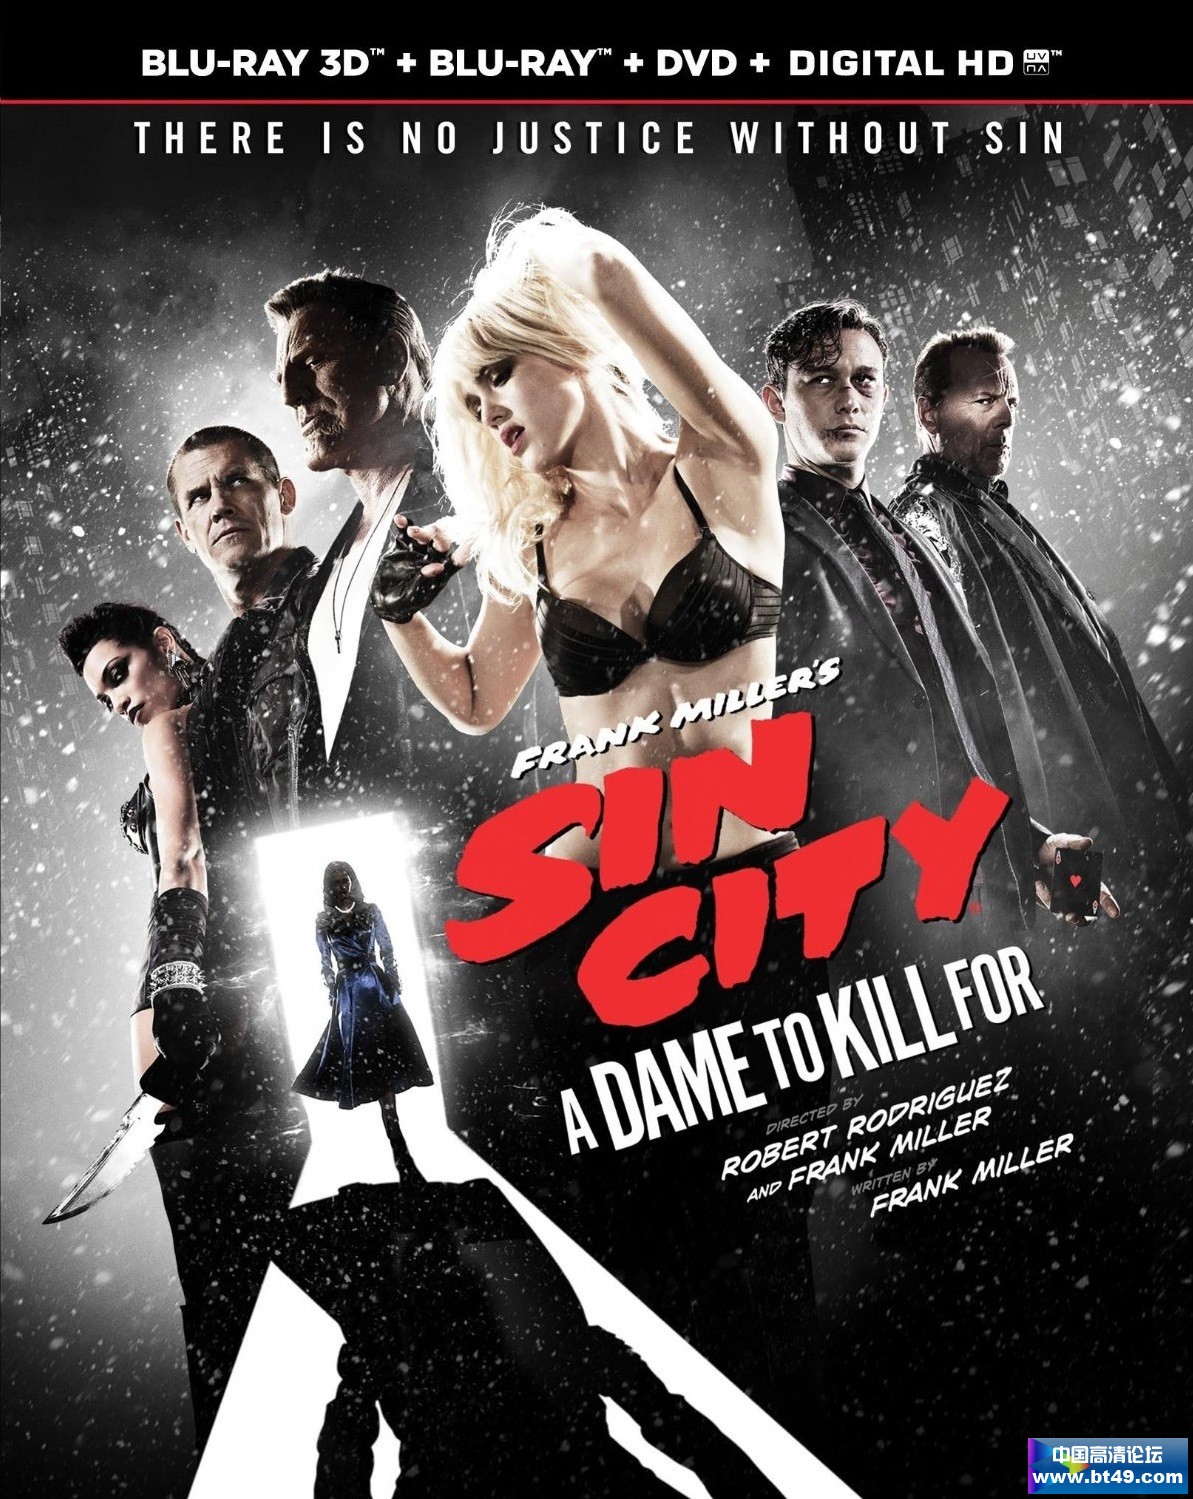 BLU-RAY 3D™ + BLU-RAY™ + DVD + DIGITAL HD UV™
THERE IS NO JUSTICE WITHOUT SIN
FRANK MILLER'S
SIN
CITY
A DAME TO KILL FOR
DIRECTED BY
ROBERT RODRIGUEZ
AND FRANK MILLER
WRITTEN BY
FRANK MILLER
中国高清论坛
www.bt49.com